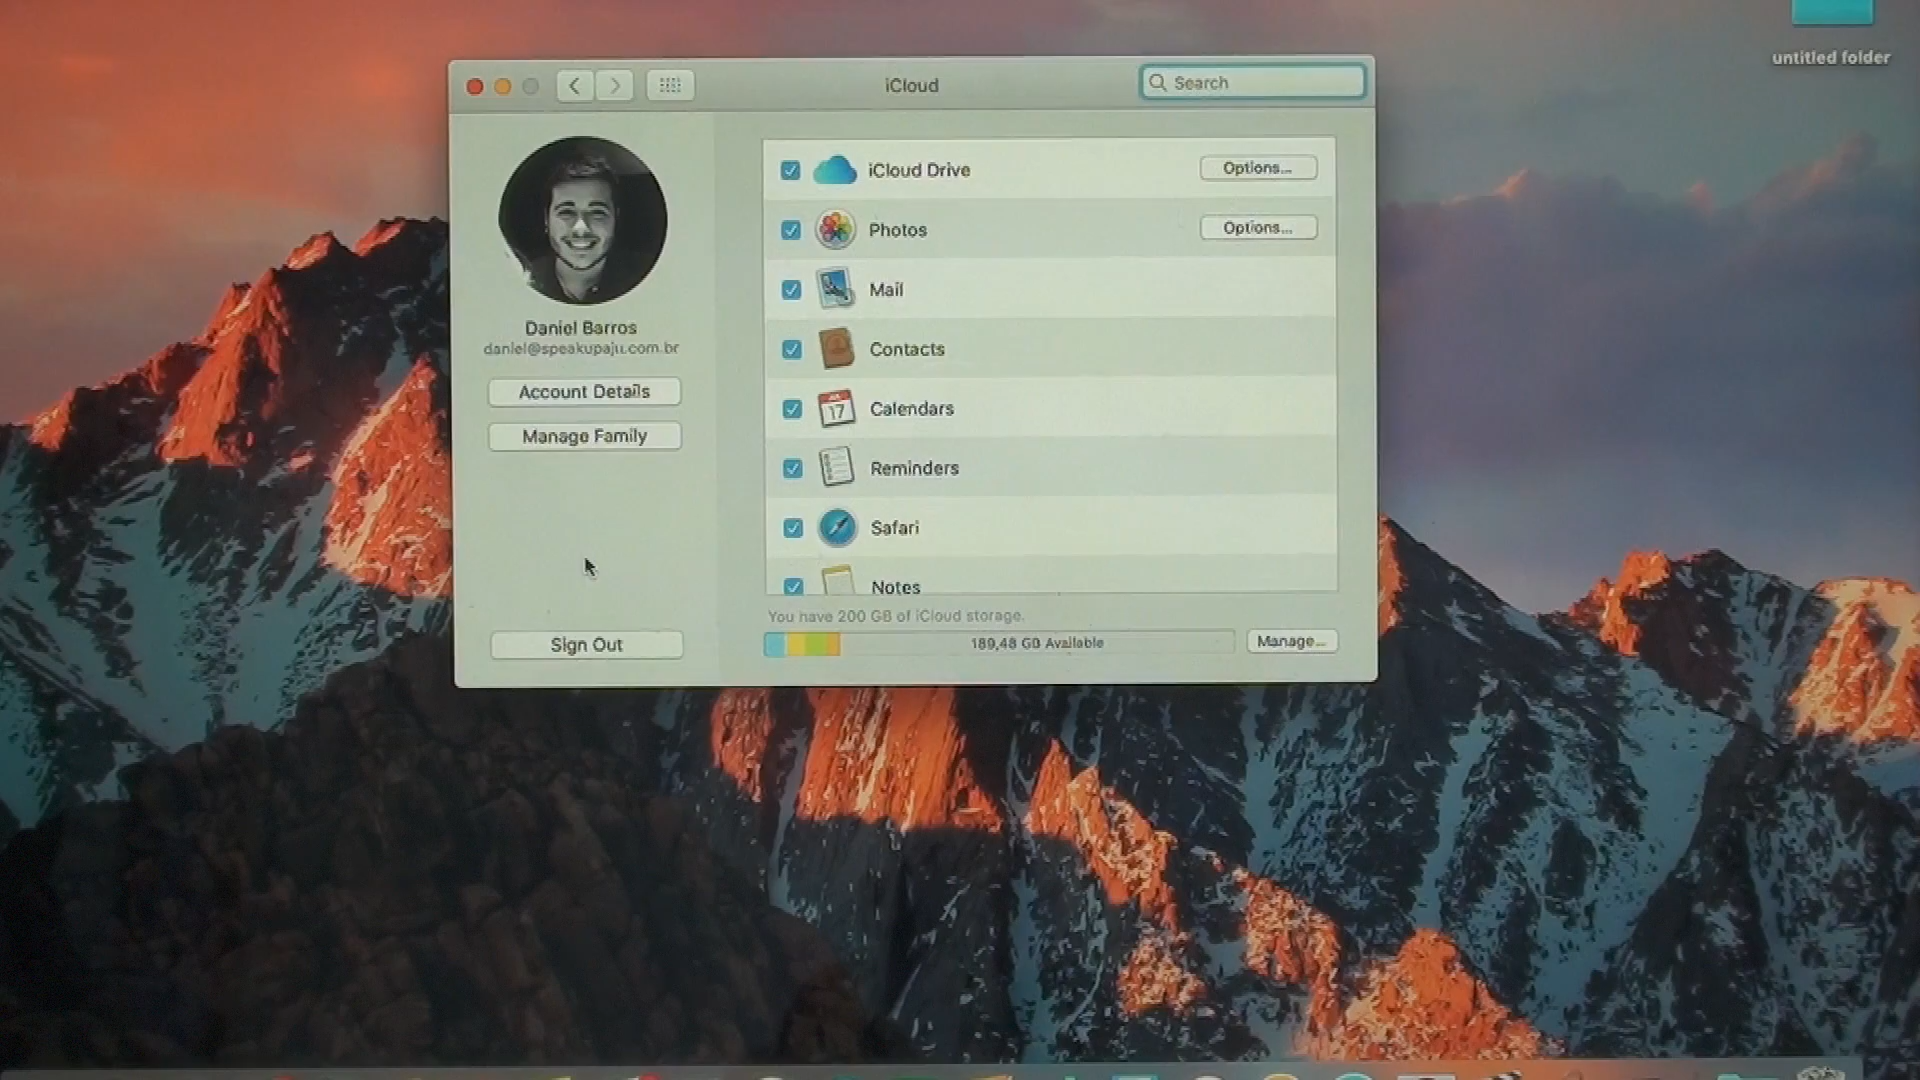 untitled folder
iCloud
Search
Daniel Barros
daniel@speakupaju.com.br
Account Details
Manage Family
Sign Out
iCloud Drive
Options...
Photos
Options...
Mail
Contacts
JUL
17
Calendars
Reminders
Safari
Notes
You have 200 GB of iCloud storage.
189,48 GB Available
Manage...